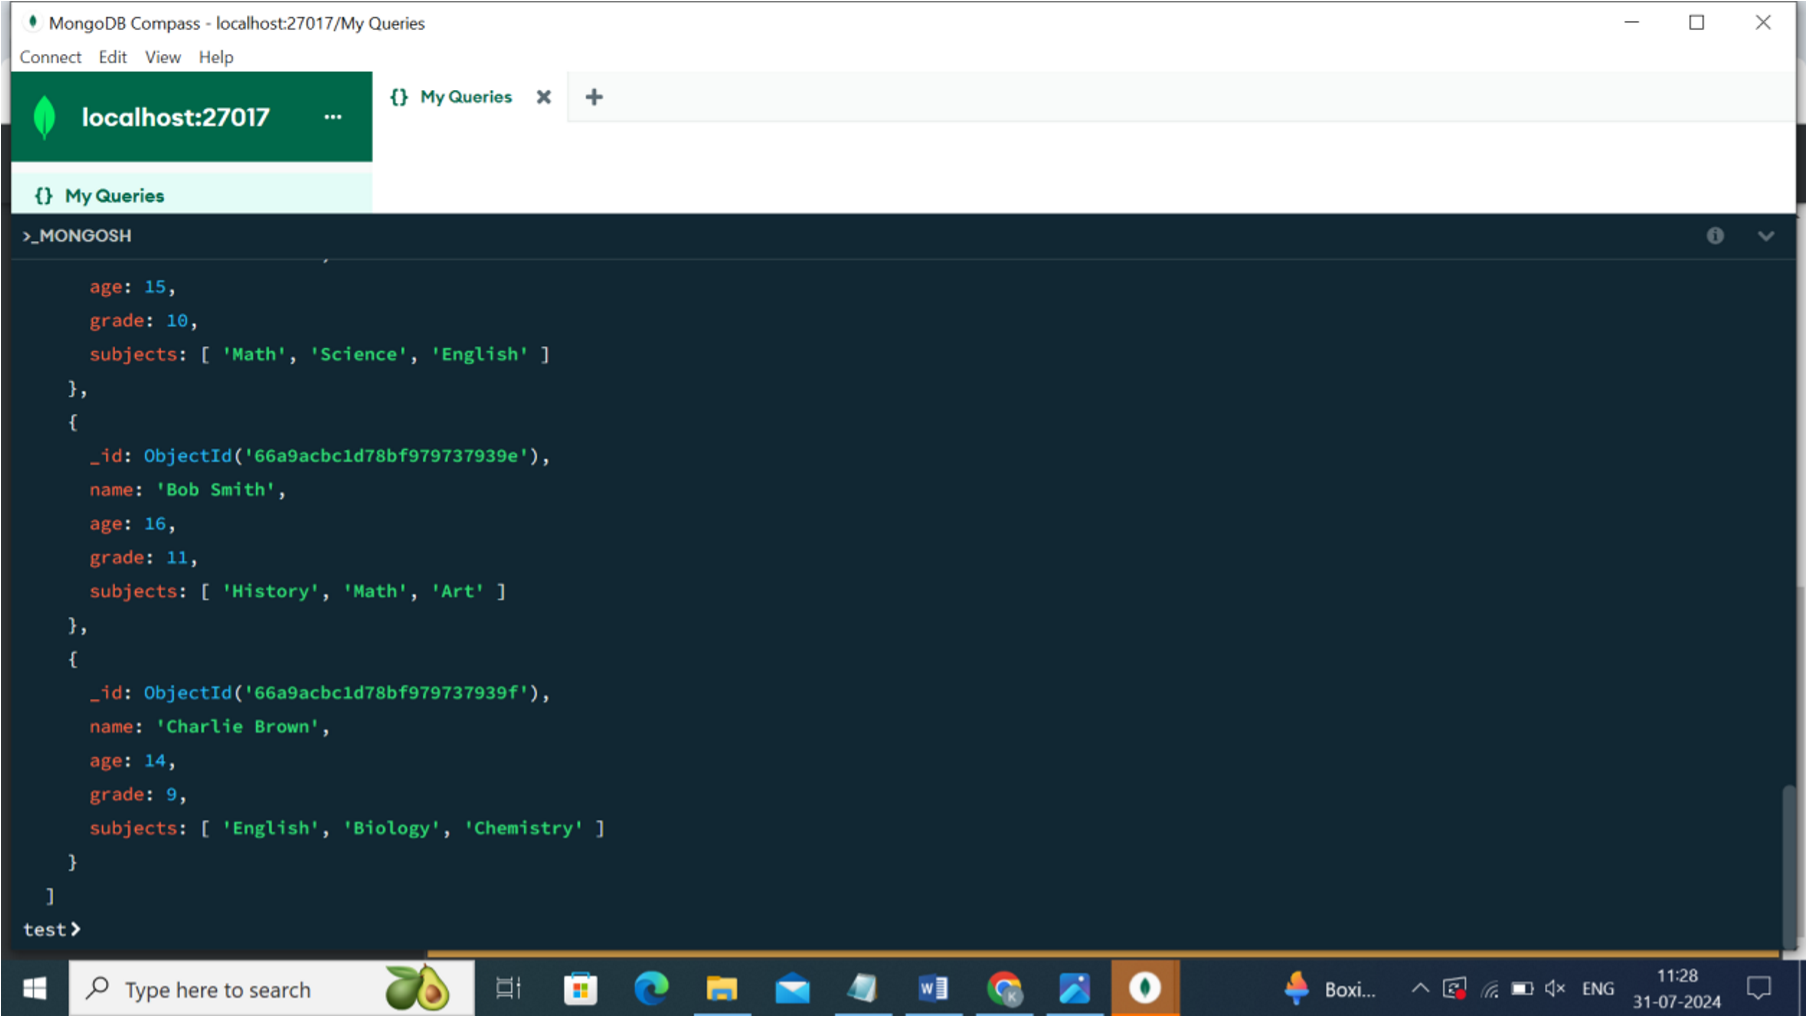 MongoDB Compass - localhost:27017/My Queries
Connect Edit View Help
localhost:27017 ...
{} My Queries
{} My Queries
>_MONGOSH
age: 15,
grade: 10,
subjects: [ 'Math', 'Science', 'English' ]
},
{
_id: ObjectId('66a9acbc1d78bf979737939e'),
name: 'Bob Smith',
age: 16,
grade: 11,
subjects: [ 'History', 'Math', 'Art' ]
},
{
_id: ObjectId('66a9acbc1d78bf979737939f'),
name: 'Charlie Brown',
age: 14,
grade: 9,
subjects: [ 'English', 'Biology', 'Chemistry' ]
}
]
test>
Type here to search
W
K
Boxi...
ENG
11:28
31-07-2024